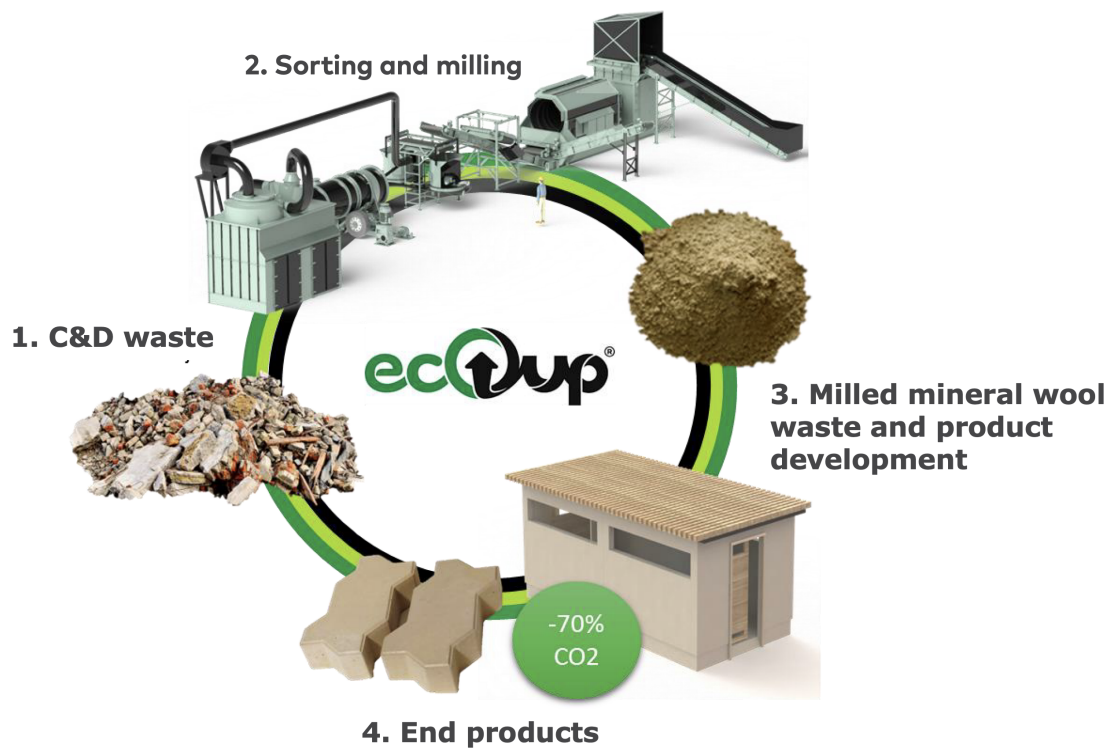 2. Sorting and milling
1. C&D waste
ecoup®
3. Milled mineral wool
waste and product
development
-70%
CO2
4. End products